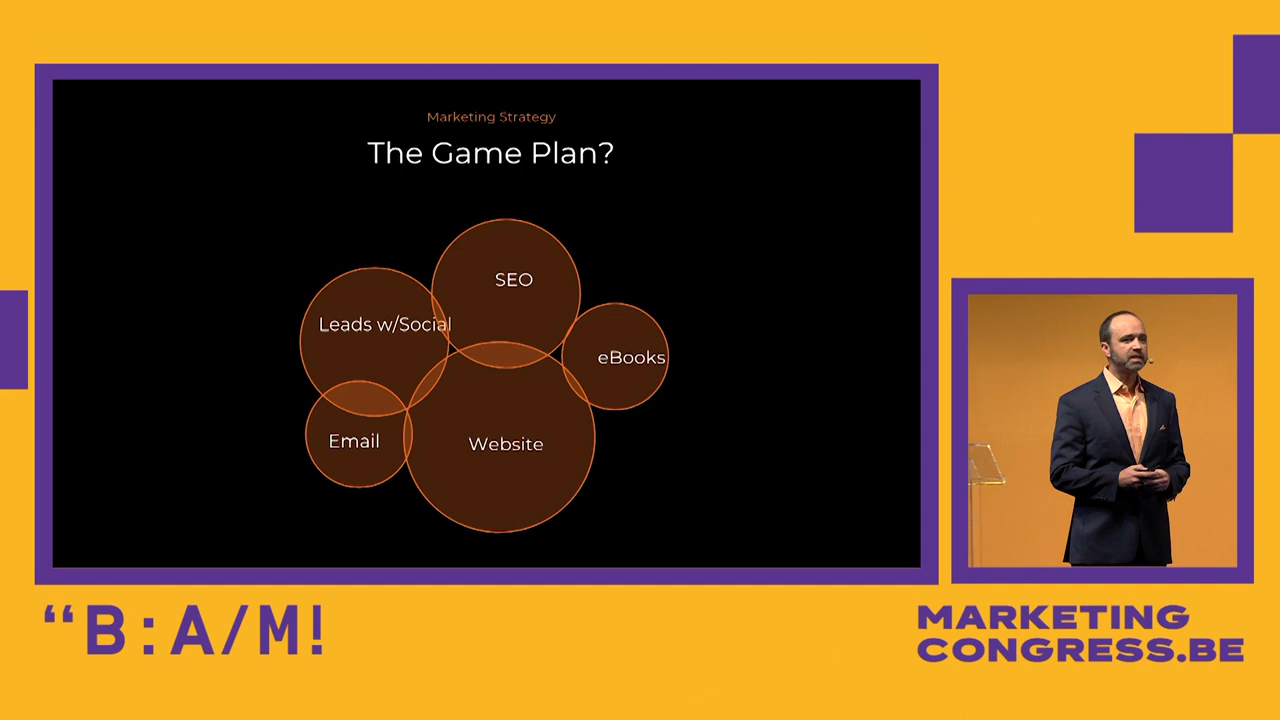 Marketing Strategy
The Game Plan?
SEO
Leads w/Social
eBooks
Email
Website
“B:A/M!
MARKETING
CONGRESS.BE